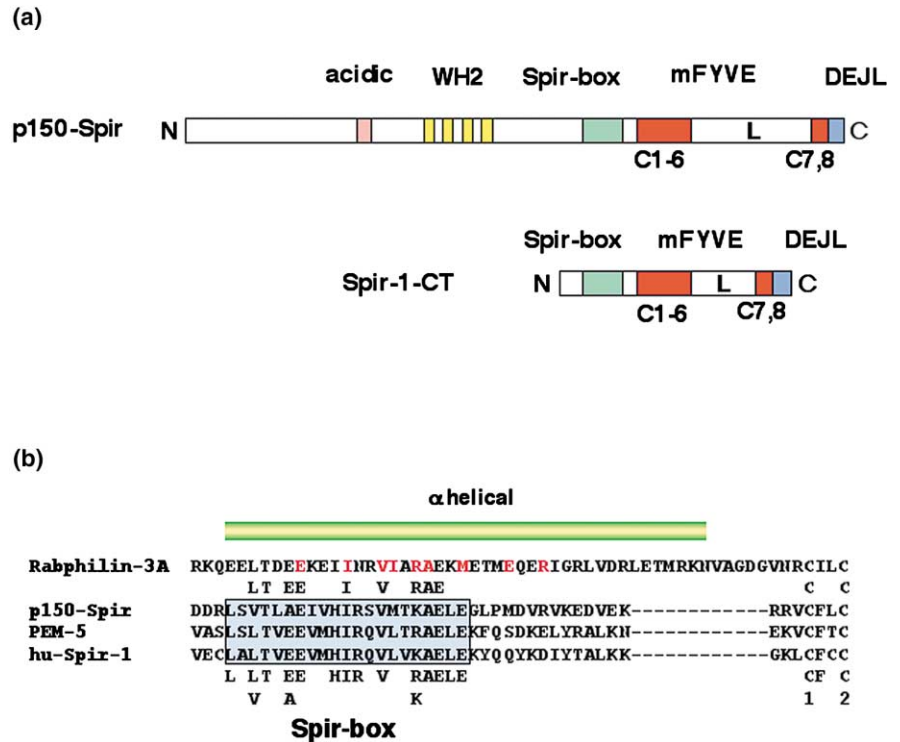 (a)
acidic WH2 Spir-box mFYVE DEJL
p150-Spir N L C
C1-6 C7,8
Spir-box mFYVE DEJL
Spir-1-CT N L C
C1-6 C7,8
(b)
α helical
Rabphilin-3A RKQEELTDEEKEIINRVIARAEKMETMEQERIGRLVDRLETMRKNVAGDGVNRCILC
LT EE I V RAE C C
p150-Spir DDRLSVTLAEIVHIRSVMTKAELEGLPMDVRVKEDVEK------------RRVCFLC
PEM-5 VASLSLTVEEVMHIRQVLTRAELEKFQSDKELYRALKN------------EKVCFTC
hu-Spir-1 VECLALTVEEVMHIRQVLVKAELEKYQQYKDIYTALKK------------GKLCFCC
L LT EE HIR V RAELE CF C
V A K 1 2
Spir-box